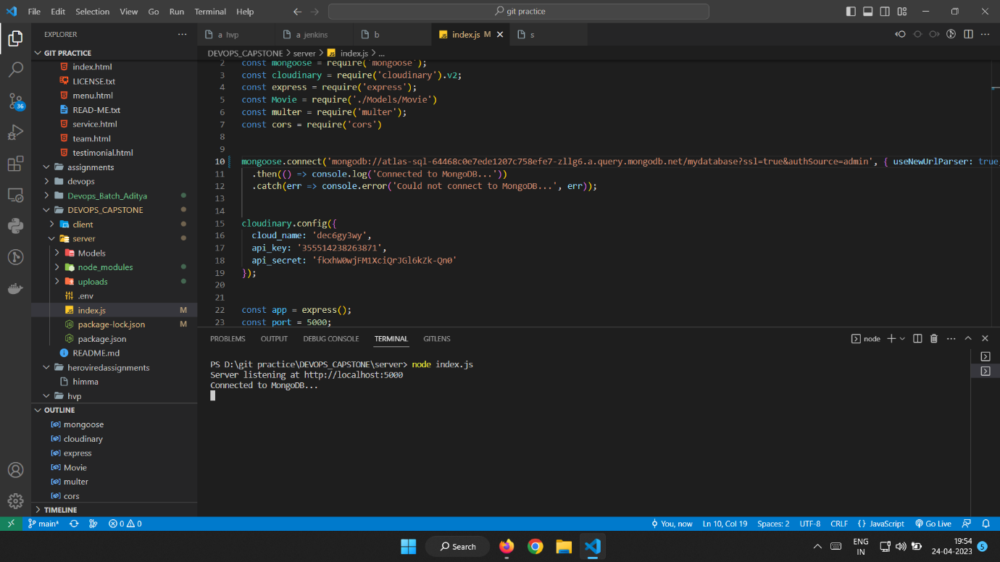 File Edit Selection View Go Run Terminal Help
git practice
EXPLORER
a hvp
a jenkins
b
index.js M
s
GIT PRACTICE
index.html
LICENSE.txt
menu.html
READ-ME.txt
service.html
team.html
testimonial.html
assignments
devops
Devops_Batch_Aditya
DEVOPS_CAPSTONE
client
server
Models
node_modules
uploads
.env
index.js M
package-lock.json M
package.json
README.md
heroviredassignments
himma
hvp
OUTLINE
mongoose
cloudinary
express
Movie
multer
cors
TIMELINE
36
DEVOPS_CAPSTONE > server > index.js > ...
2 const mongoose = require('mongoose');
3 const cloudinary = require('cloudinary').v2;
4 const express = require('express');
5 const Movie = require('./Models/Movie')
6 const multer = require('multer');
7 const cors = require('cors')
8
9
10 mongoose.connect('mongodb://atlas-sql-64468c0e7ede1207c758efe7-zllg6.a.query.mongodb.net/mydatabase?ssl=true&authSource=admin', { useNewUrlParser: true,
11 .then(() => console.log('Connected to MongoDB...'))
12 .catch(err => console.error('Could not connect to MongoDB...', err));
13
14
15 cloudinary.config({
16 cloud_name: 'dec6gy3wy',
17 api_key: '355514238263871',
18 api_secret: 'fkxhW0wjFM1XciQrJGl6kZk-Qn0'
19 });
20
21
22 const app = express();
23 const port = 5000;
PROBLEMS OUTPUT DEBUG CONSOLE TERMINAL GITLENS
node
PS D:\git practice\DEVOPS_CAPSTONE\server> node index.js
Server listening at http://localhost:5000
Connected to MongoDB...
main* 0 0
You, now Ln 10, Col 19 Spaces: 2 UTF-8 CRLF {} JavaScript Go Live
Search
ENG
IN
19:54
24-04-2023
5